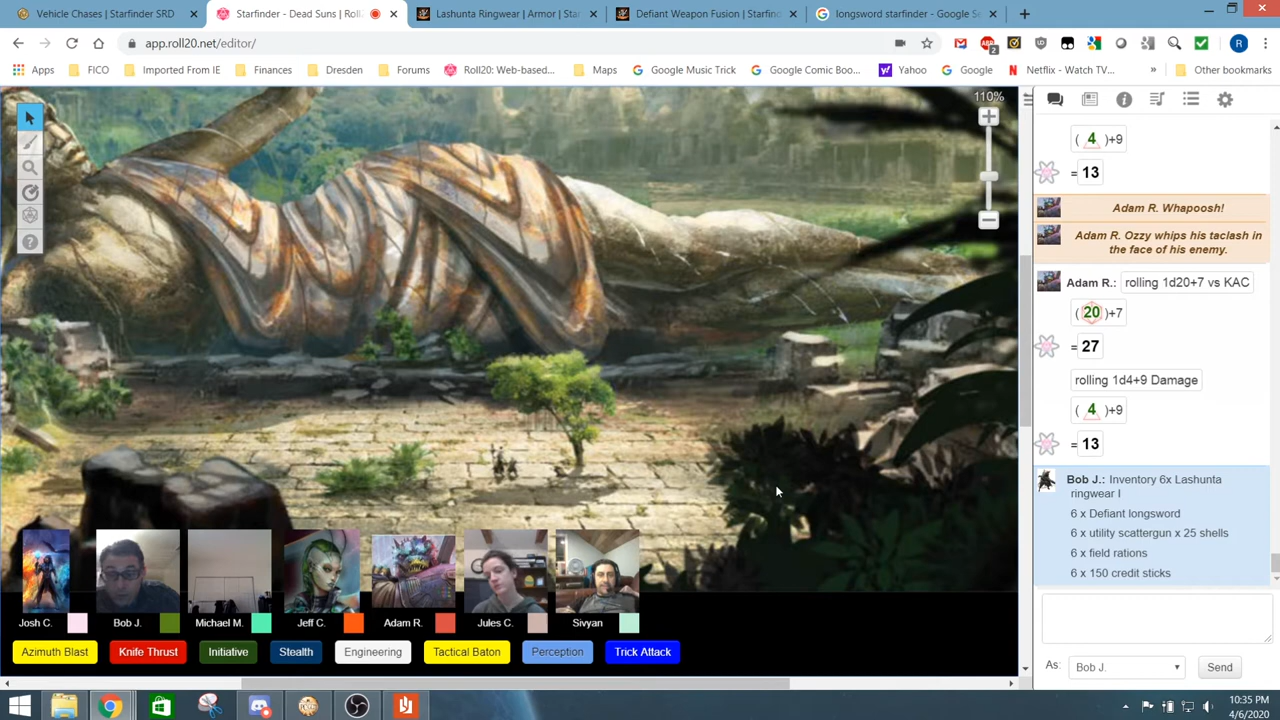 Vehicle Chases | Starfinder SRD
Starfinder - Dead Suns | Roll
Lashunta Ringwear | Armor | Star
Defiant Weapon Fusion | Starfind
longsword starfinder - Google Se
app.roll20.net/editor/
2
R
Apps
FICO
Imported From IE
Finances
Dresden
Forums
Roll20: Web-based...
Maps
Google Music Trick
Google Comic Boo...
Yahoo
Google
Netflix - Watch TV...
»
Other bookmarks
110%
( 4 )+9
= 13
Adam R. Whapoosh!
Adam R. Ozzy whips his taclash in
the face of his enemy.
Adam R.: rolling 1d20+7 vs KAC
( 20 )+7
= 27
rolling 1d4+9 Damage
( 4 )+9
= 13
Bob J.: Inventory 6x Lashunta
ringwear I
6 x Defiant longsword
6 x utility scattergun x 25 shells
6 x field rations
6 x 150 credit sticks
Josh C.
Bob J.
Michael M.
Jeff C.
Adam R.
Jules C.
Sivyan
Azimuth Blast
Knife Thrust
Initiative
Stealth
Engineering
Tactical Baton
Perception
Trick Attack
As: Bob J.
Send
10:35 PM
4/6/2020